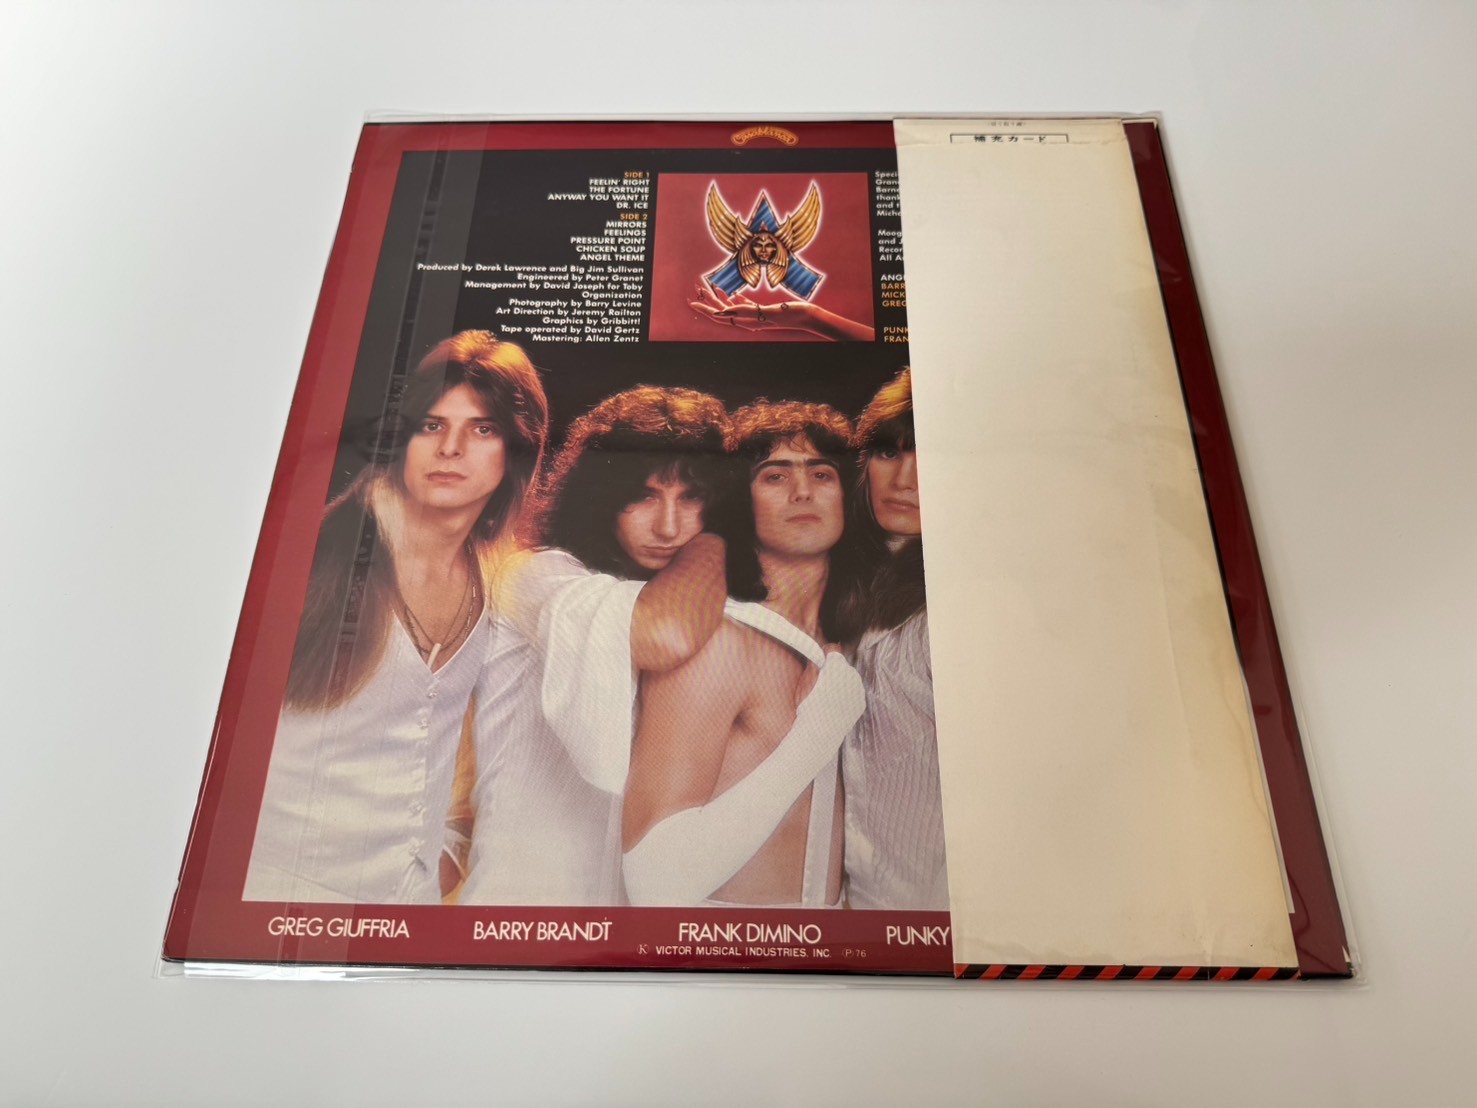 Casablanca
補充カード
SIDE 1
FEELIN' RIGHT
THE FORTUNE
ANYWAY YOU WANT IT
DR. ICE
SIDE 2
MIRRORS
FEELINGS
PRESSURE POINT
CHICKEN SOUP
ANGEL THEME
Produced by Derek Lawrence and Big Jim Sullivan
Engineered by Peter Granet
Management by David Joseph for Toby
Organization
Photography by Barry Levine
Art Direction by Jeremy Railton
Graphics by Gribbitt!
Tape operated by David Gertz
Mastering: Allen Zentz
and
All
GREG GIUFFRIA BARRY BRANDT FRANK DIMINO PUNKY
(K) VICTOR MUSICAL INDUSTRIES, INC. (P)'76